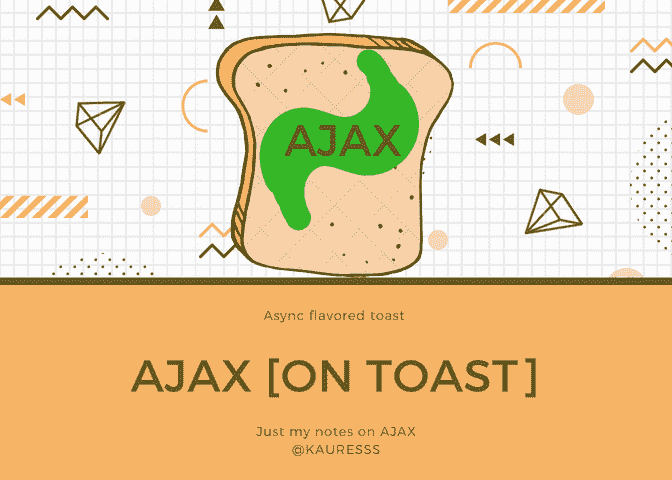 AJAX
Async flavored toast
AJAX [ON TOAST]
Just my notes on AJAX
@KAURESSS